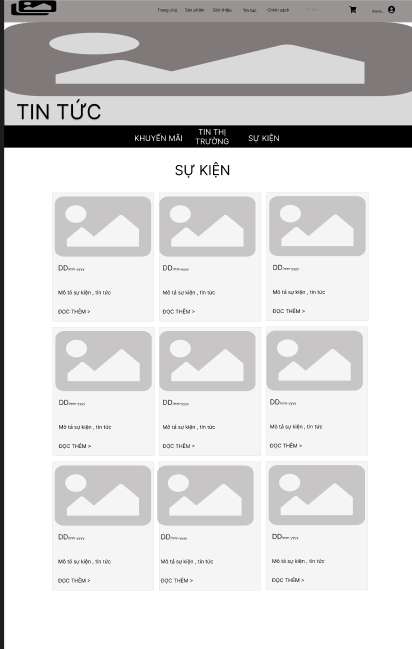 Trang chủ Sản phẩm Giới thiệu Tin tức Chính sách
TIN TỨC
KHUYẾN MÃI TIN THỊ TRƯỜNG SỰ KIỆN
SỰ KIỆN
DD/mm-yyyy DD/mm-yyyy DD/mm-yyyy
Mô tả sự kiện , tin tức Mô tả sự kiện , tin tức Mô tả sự kiện , tin tức
ĐỌC THÊM > ĐỌC THÊM > ĐỌC THÊM >
DD/mm-yyyy DD/mm-yyyy DD/mm-yyyy
Mô tả sự kiện , tin tức Mô tả sự kiện , tin tức Mô tả sự kiện , tin tức
ĐỌC THÊM > ĐỌC THÊM > ĐỌC THÊM >
DD/mm-yyyy DD/mm-yyyy DD/mm-yyyy
Mô tả sự kiện , tin tức Mô tả sự kiện , tin tức Mô tả sự kiện , tin tức
ĐỌC THÊM > ĐỌC THÊM > ĐỌC THÊM >